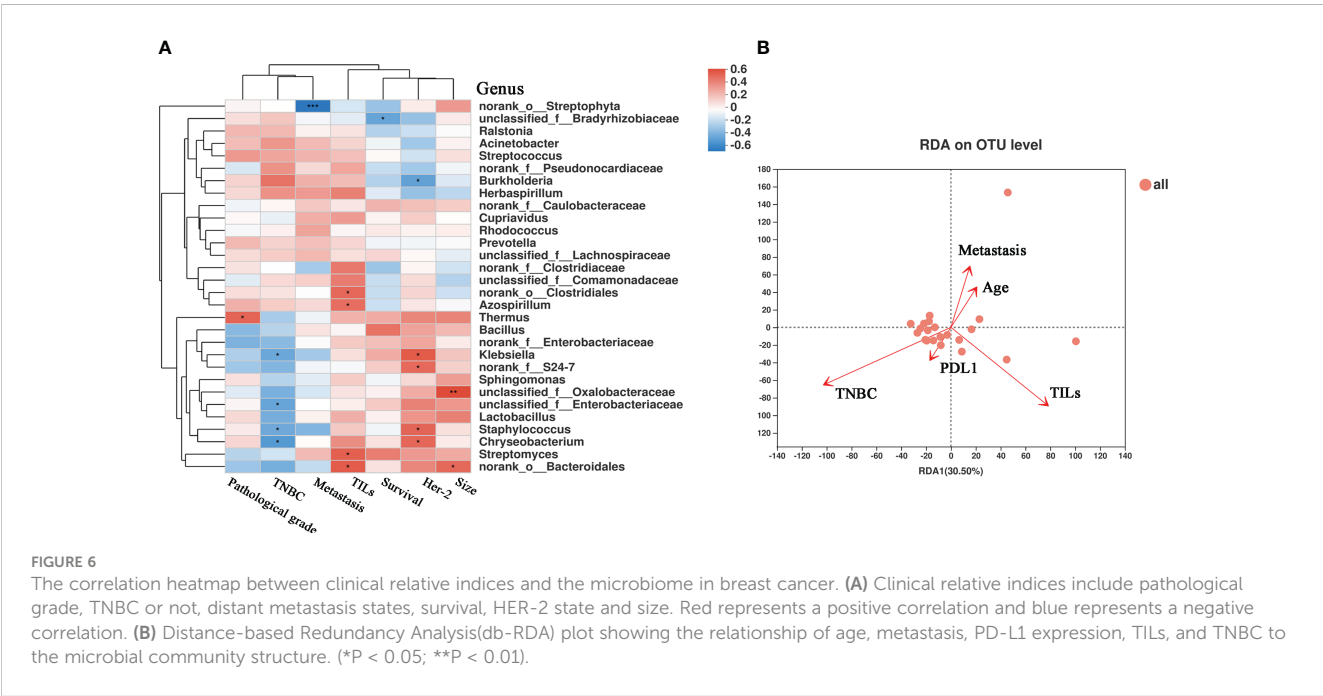 A
B
Genus
norank_o__Streptophyta
unclassified_f__Bradyrhizobiaceae
Ralstonia
Acinetobacter
Streptococcus
norank_f__Pseudonocardiaceae
Burkholderia
Herbaspirillum
norank_f__Caulobacteraceae
Cupriavidus
Rhodococcus
Prevotella
unclassified_f__Lachnospiraceae
norank_f__Clostridiaceae
unclassified_f__Comamonadaceae
norank_o__Clostridiales
Azospirillum
Thermus
Bacillus
norank_f__Enterobacteriaceae
Klebsiella
norank_f__S24-7
Sphingomonas
unclassified_f__Oxalobacteraceae
unclassified_f__Enterobacteriaceae
Lactobacillus
Staphylococcus
Chryseobacterium
Streptomyces
norank_o__Bacteroidales
***
*
*
*
*
*
*
*
*
**
*
*
*
*
*
*
*
*
Pathological grade
TNBC
Metastasis
TILs
Survival
Her-2
Size
0.6
0.4
0.2
0
-0.2
-0.4
-0.6
RDA on OTU level
all
180
160
140
120
100
80
60
40
20
0
-20
-40
-60
-80
100
120
Metastasis
Age
PDL1
TNBC
TILs
-140 -120 -100 -80 -60 -40 -20 0 20 40 60 80 100 120 140
RDA1(30.50%)
FIGURE 6
The correlation heatmap between clinical relative indices and the microbiome in breast cancer. (A) Clinical relative indices include pathological
grade, TNBC or not, distant metastasis states, survival, HER-2 state and size. Red represents a positive correlation and blue represents a negative
correlation. (B) Distance-based Redundancy Analysis(db-RDA) plot showing the relationship of age, metastasis, PD-L1 expression, TILs, and TNBC to
the microbial community structure. (*P < 0.05; **P < 0.01).